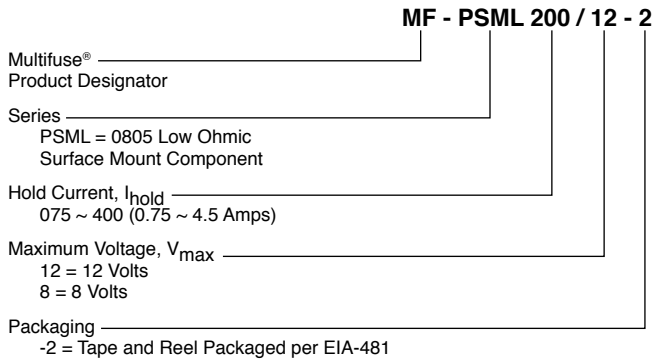 MF - PSML 200 / 12 - 2
Multifuse®
Product Designator
Series
PSML = 0805 Low Ohmic
Surface Mount Component
Hold Current, Ihold
075 ~ 400 (0.75 ~ 4.5 Amps)
Maximum Voltage, Vmax
12 = 12 Volts
8 = 8 Volts
Packaging
-2 = Tape and Reel Packaged per EIA-481